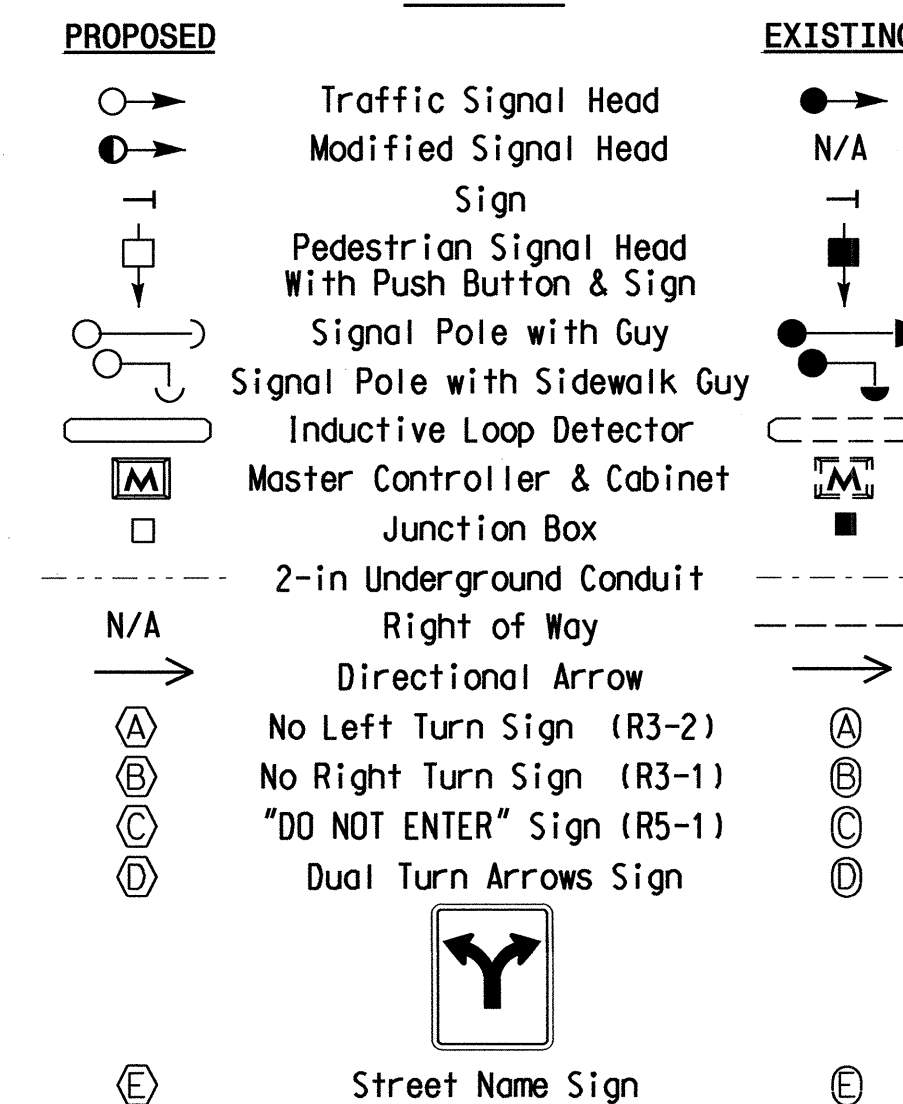 PROPOSED EXISTING
Traffic Signal Head
Modified Signal Head N/A
Sign
Pedestrian Signal Head
With Push Button & Sign
Signal Pole with Guy
Signal Pole with Sidewalk Guy
Inductive Loop Detector
M Master Controller & Cabinet M
Junction Box
2-in Underground Conduit
N/A Right of Way
Directional Arrow
A No Left Turn Sign (R3-2) A
B No Right Turn Sign (R3-1) B
C "DO NOT ENTER" Sign (R5-1) C
D Dual Turn Arrows Sign D
E Street Name Sign E